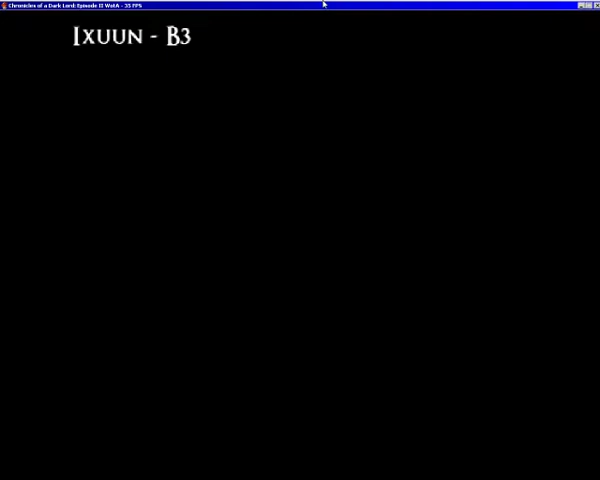 Chronicles of a Dark Lord: Episode II WotA - 35 FPS
Ixuun - B3